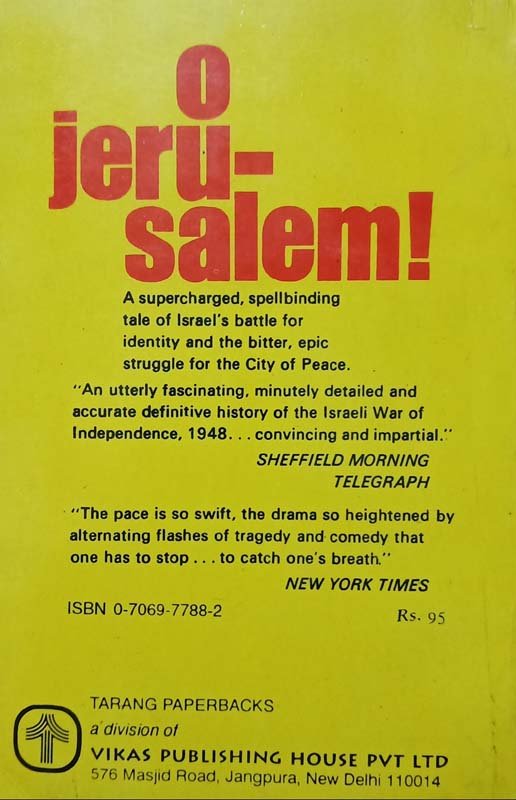 o
jeru-
salem!
A supercharged, spellbinding
tale of Israel's battle for
identity and the bitter, epic
struggle for the City of Peace.
"An utterly fascinating, minutely detailed and
accurate definitive history of the Israeli War of
Independence, 1948...convincing and impartial."
SHEFFIELD MORNING
TELEGRAPH
"The pace is so swift, the drama so heightened by
alternating flashes of tragedy and comedy that
one has to stop...to catch one's breath."
NEW YORK TIMES
ISBN 0-7069-7788-2 Rs. 95
TARANG PAPERBACKS
a division of
VIKAS PUBLISHING HOUSE PVT LTD
576 Masjid Road, Jangpura, New Delhi 110014